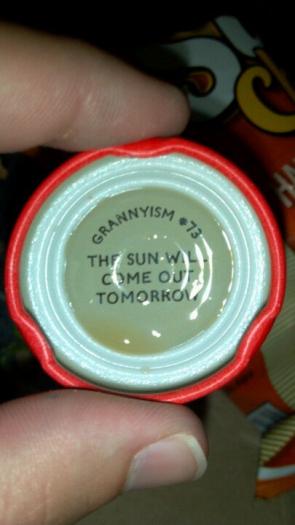 GRANNYISM #73
THE SUN WILL
COME OUT
TOMORROW